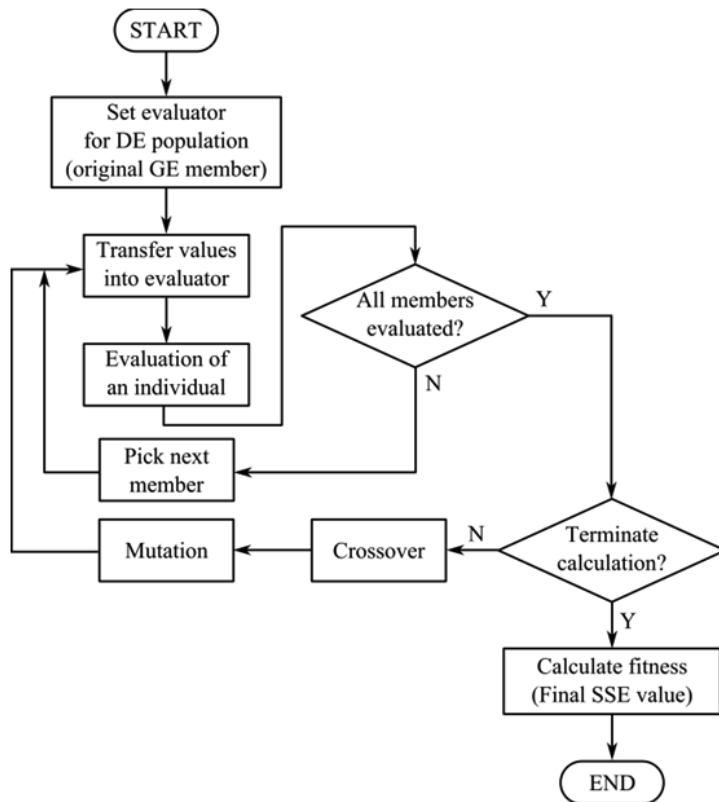 START
Set evaluator
for DE population
(original GE member)
Transfer values
into evaluator
All members
evaluated?
Y
Evaluation of
an individual
N
Pick next
member
Mutation
Crossover
N
Terminate
calculation?
Y
Calculate fitness
(Final SSE value)
END